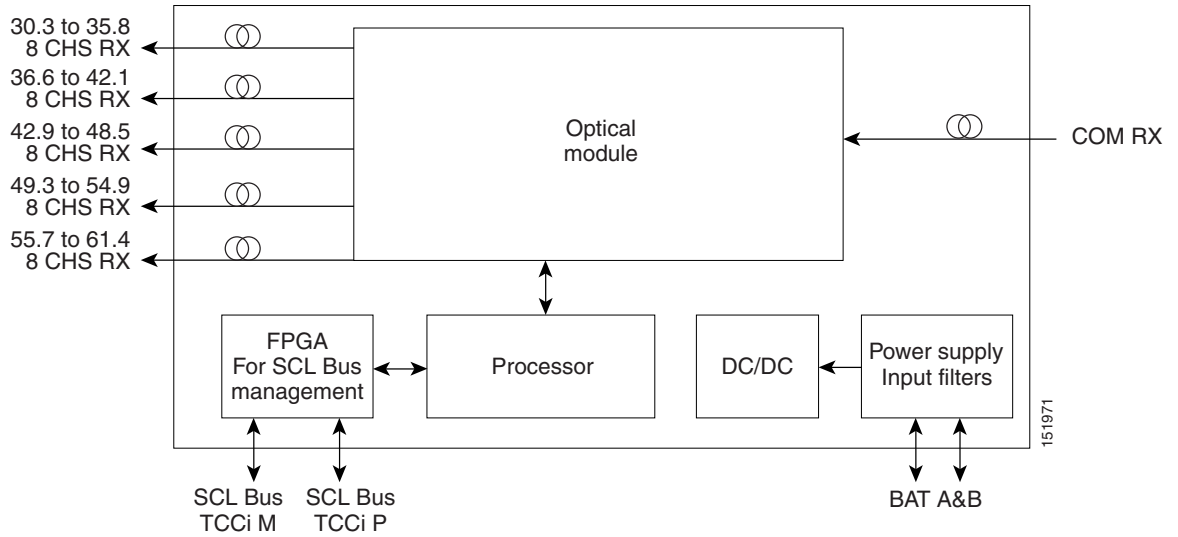 30.3 to 35.8
8 CHS RX
36.6 to 42.1
8 CHS RX
42.9 to 48.5
8 CHS RX
49.3 to 54.9
8 CHS RX
55.7 to 61.4
8 CHS RX
Optical
module
COM RX
FPGA
For SCL Bus
management
Processor
DC/DC
Power supply
Input filters
151971
SCL Bus
TCCi M
SCL Bus
TCCi P
BAT A&B